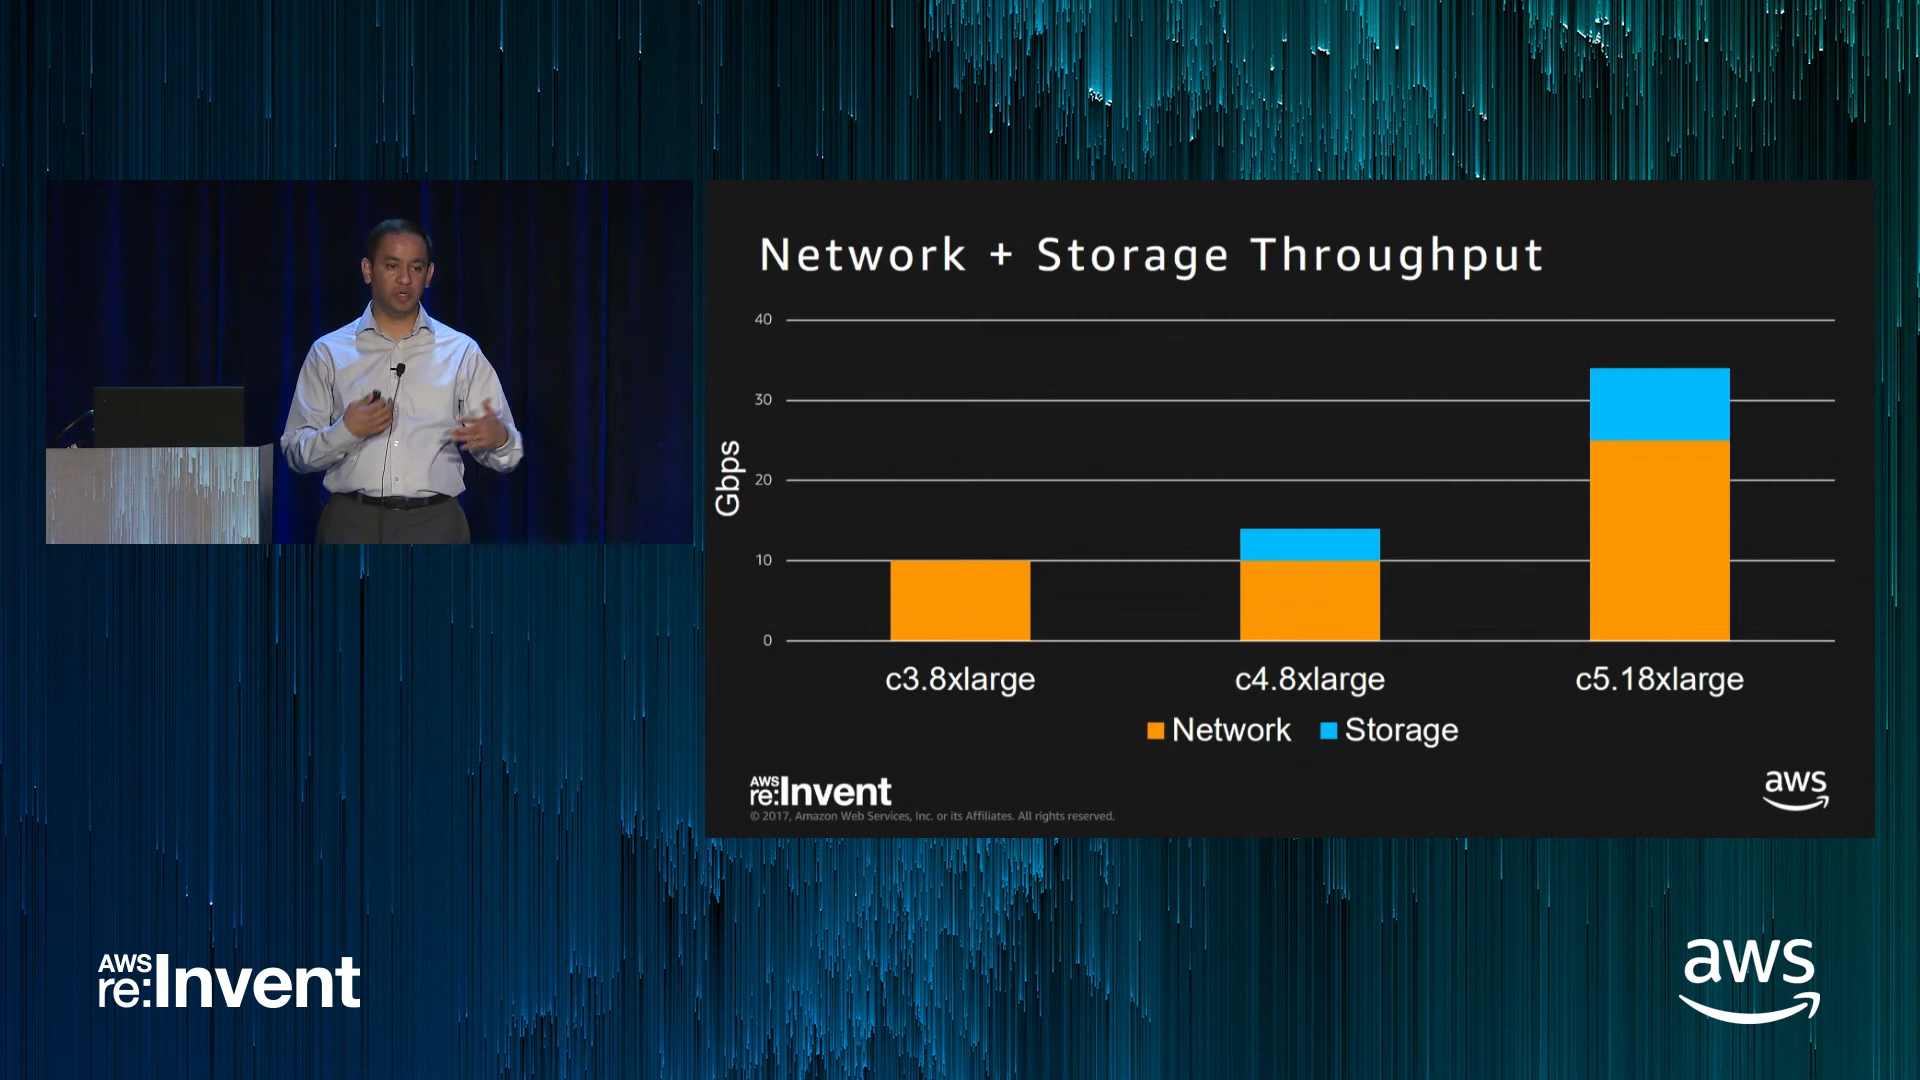 Network + Storage Throughput
40
30
20
10
0
Gbps
c3.8xlarge c4.8xlarge c5.18xlarge
Network Storage
AWS
re:Invent
© 2017, Amazon Web Services, Inc. or its Affiliates. All rights reserved.
aws
AWS
re:Invent
aws